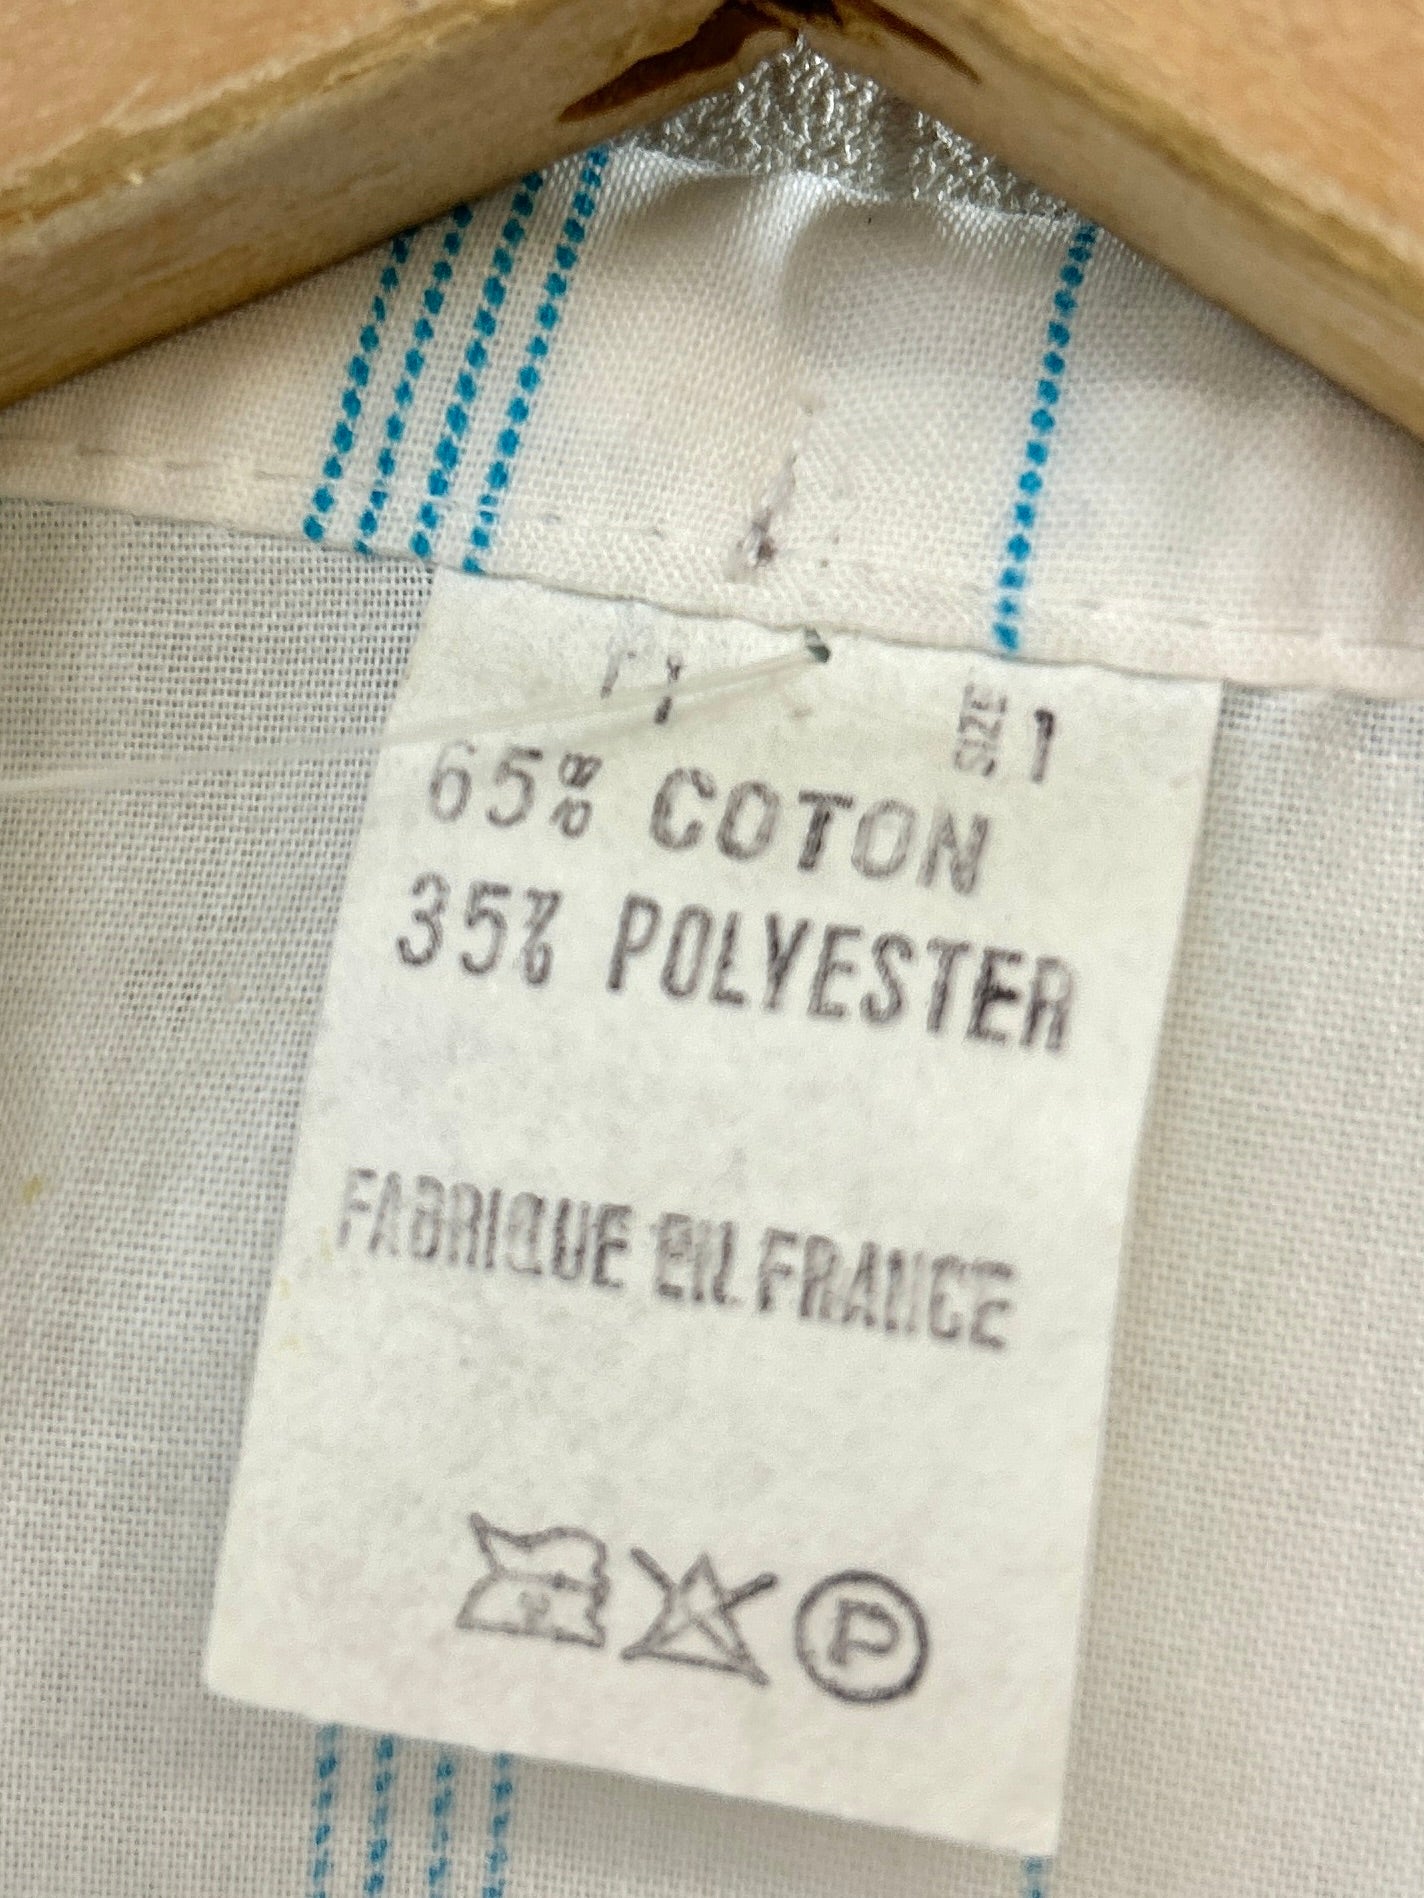 SIZE 1
65% COTON
35% POLYESTER
FABRIQUE EN FRANCE
P